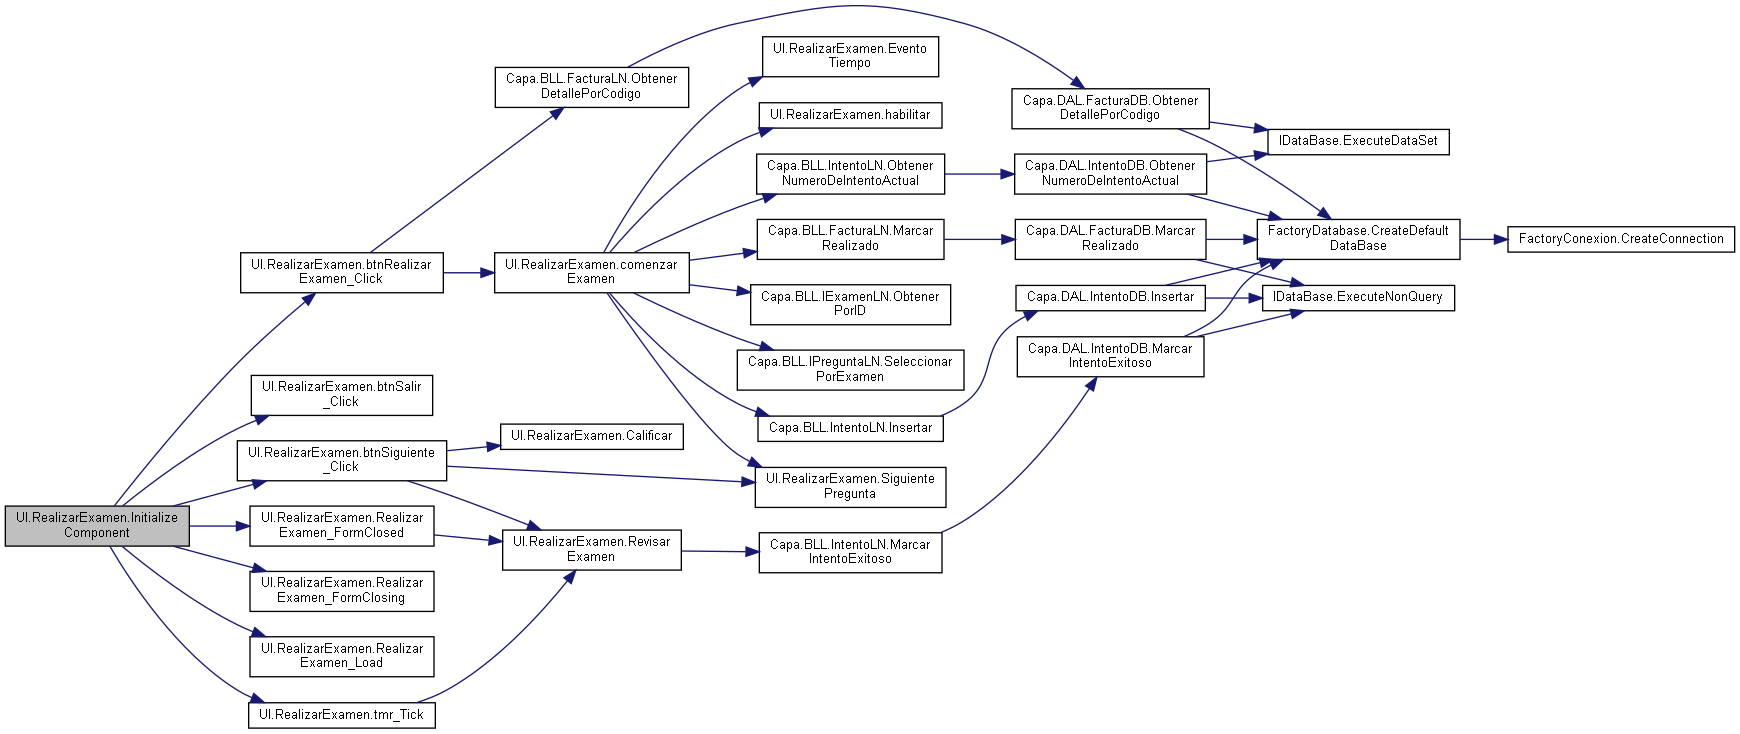 UI.RealizarExamen.Initialize
Component
UI.RealizarExamen.btnRealizar
Examen_Click
Capa.BLL.FacturaLN.Obtener
DetallePorCodigo
Capa.DAL.FacturaDB.Obtener
DetallePorCodigo
IDataBase.ExecuteDataSet
FactoryDatabase.CreateDefault
DataBase
FactoryConexion.CreateConnection
UI.RealizarExamen.comenzar
Examen
UI.RealizarExamen.Evento
Tiempo
UI.RealizarExamen.habilitar
Capa.BLL.IntentoLN.Obtener
NumeroDeIntentoActual
Capa.DAL.IntentoDB.Obtener
NumeroDeIntentoActual
Capa.BLL.FacturaLN.Marcar
Realizado
Capa.DAL.FacturaDB.Marcar
Realizado
IDataBase.ExecuteNonQuery
Capa.BLL.IExamenLN.Obtener
PorID
Capa.BLL.IPreguntaLN.Seleccionar
PorExamen
Capa.BLL.IntentoLN.Insertar
Capa.DAL.IntentoDB.Insertar
UI.RealizarExamen.Siguiente
Pregunta
UI.RealizarExamen.btnSalir
_Click
UI.RealizarExamen.btnSiguiente
_Click
UI.RealizarExamen.Calificar
UI.RealizarExamen.Revisar
Examen
Capa.BLL.IntentoLN.Marcar
IntentoExitoso
Capa.DAL.IntentoDB.Marcar
IntentoExitoso
UI.RealizarExamen.Realizar
Examen_FormClosed
UI.RealizarExamen.Realizar
Examen_FormClosing
UI.RealizarExamen.Realizar
Examen_Load
UI.RealizarExamen.tmr_Tick